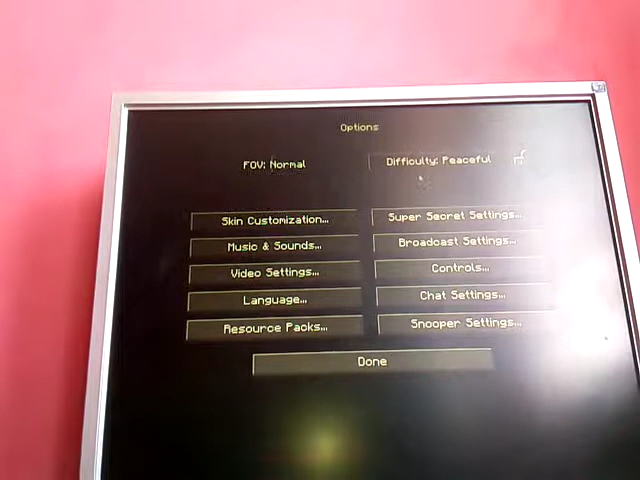 Options
FOV: Normal
Difficulty: Peaceful
Skin Customization...
Super Secret Settings...
Music & Sounds...
Broadcast Settings...
Video Settings...
Controls...
Language...
Chat Settings...
Resource Packs...
Snooper Settings...
Done